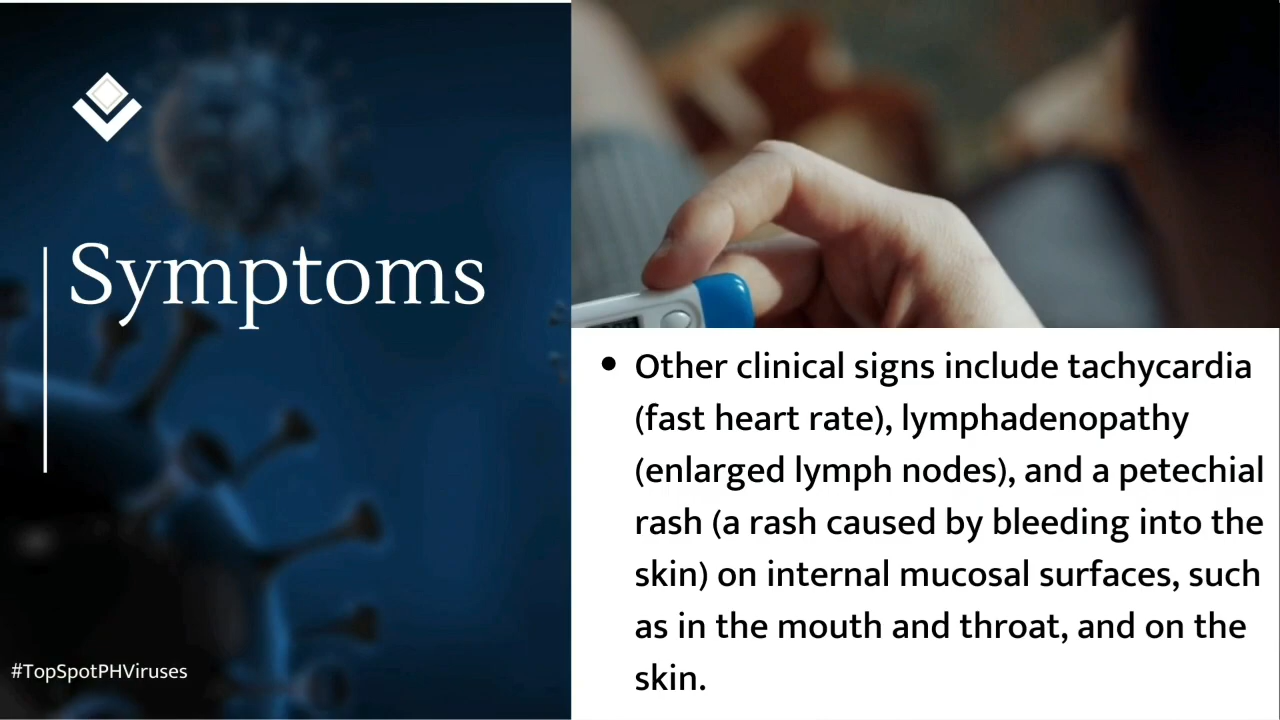 Symptoms
#TopSpotPHViruses
• Other clinical signs include tachycardia
(fast heart rate), lymphadenopathy
(enlarged lymph nodes), and a petechial
rash (a rash caused by bleeding into the
skin) on internal mucosal surfaces, such
as in the mouth and throat, and on the
skin.